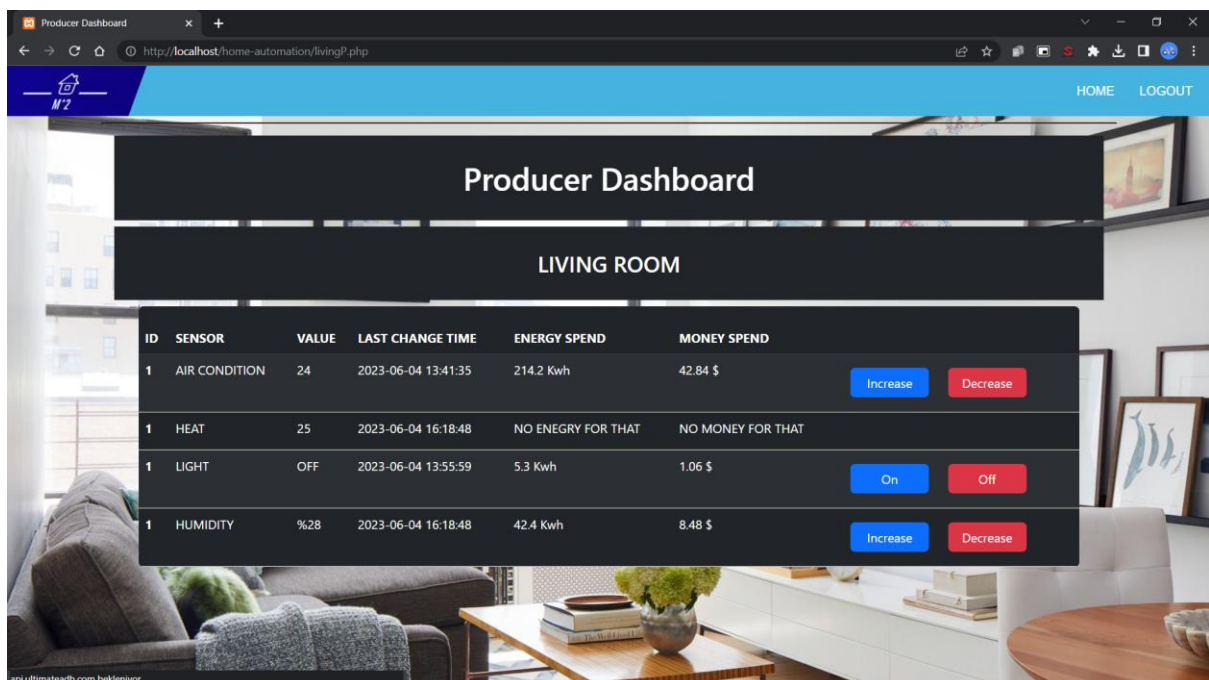 Producer Dashboard
http://localhost/home-automation/livingP.php
M^2
HOME LOGOUT
Producer Dashboard
LIVING ROOM
ID SENSOR VALUE LAST CHANGE TIME ENERGY SPEND MONEY SPEND
1 AIR CONDITION 24 2023-06-04 13:41:35 214.2 Kwh 42.84 $ Increase Decrease
1 HEAT 25 2023-06-04 16:18:48 NO ENEGRY FOR THAT NO MONEY FOR THAT
1 LIGHT OFF 2023-06-04 13:55:59 5.3 Kwh 1.06 $ On Off
1 HUMIDITY %28 2023-06-04 16:18:48 42.4 Kwh 8.48 $ Increase Decrease
api.ultimateadb.com bekleniyor